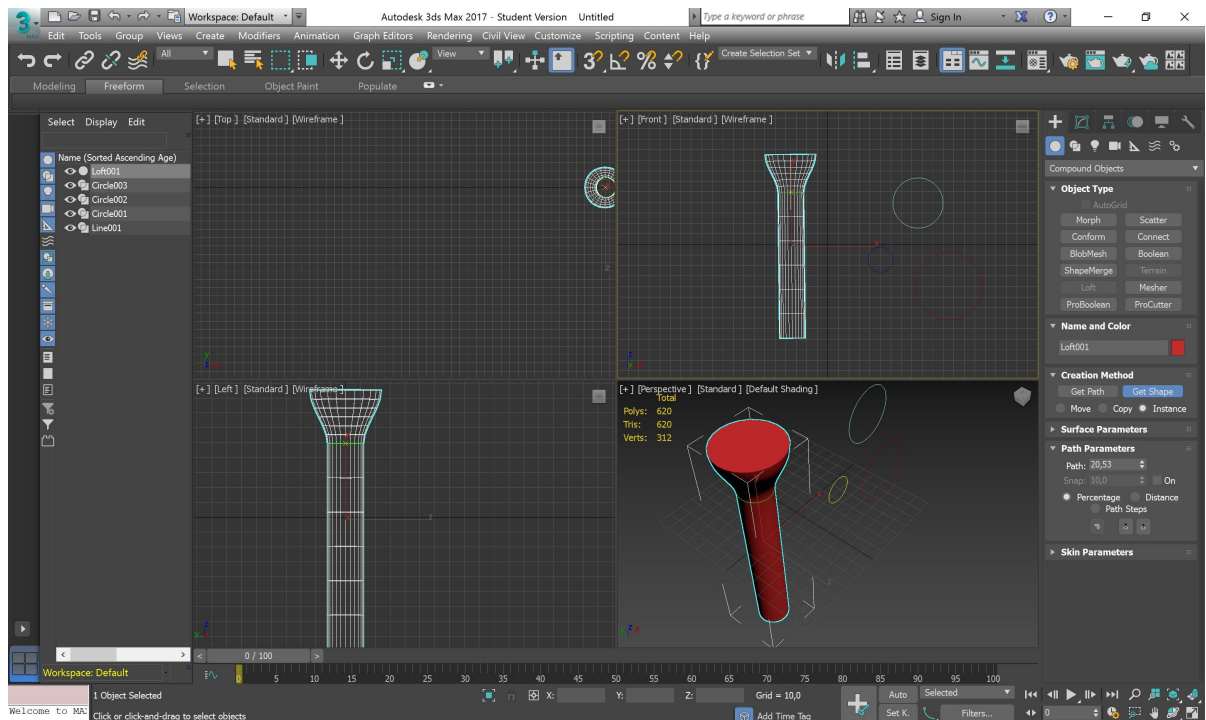 3 Workspace: Default Autodesk 3ds Max 2017 - Student Version Untitled Type a keyword or phrase Sign In
MAX Edit Tools Group Views Create Modifiers Animation Graph Editors Rendering Civil View Customize Scripting Content Help
All View Create Selection Set
Modeling Freeform Selection Object Paint Populate
Select Display Edit
Name (Sorted Ascending Age)
Loft001
Circle003
Circle002
Circle001
Line001
[+] [Top ] [Standard ] [Wireframe ]
[+] [Front ] [Standard ] [Wireframe ]
[+] [Left ] [Standard ] [Wireframe ]
[+] [Perspective ] [Standard ] [Default Shading ]
Total
Polys: 620
Tris: 620
Verts: 312
Compound Objects
Object Type
AutoGrid
Morph Scatter
Conform Connect
BlobMesh Boolean
ShapeMerge Terrain
Loft Mesher
ProBoolean ProCutter
Name and Color
Loft001
Creation Method
Get Path Get Shape
Move Copy Instance
Surface Parameters
Path Parameters
Path: 20,53
Snap: 10,0 On
Percentage Distance
Path Steps
Skin Parameters
< >
< 0 / 100 >
Workspace: Default
0 5 10 15 20 25 30 35 40 45 50 55 60 65 70 75 80 85 90 95 100
1 Object Selected X: Y: Z: Grid = 10,0 Auto Selected
Welcome to MA Click or click-and-drag to select objects Add Time Tag Set K. Filters... 0